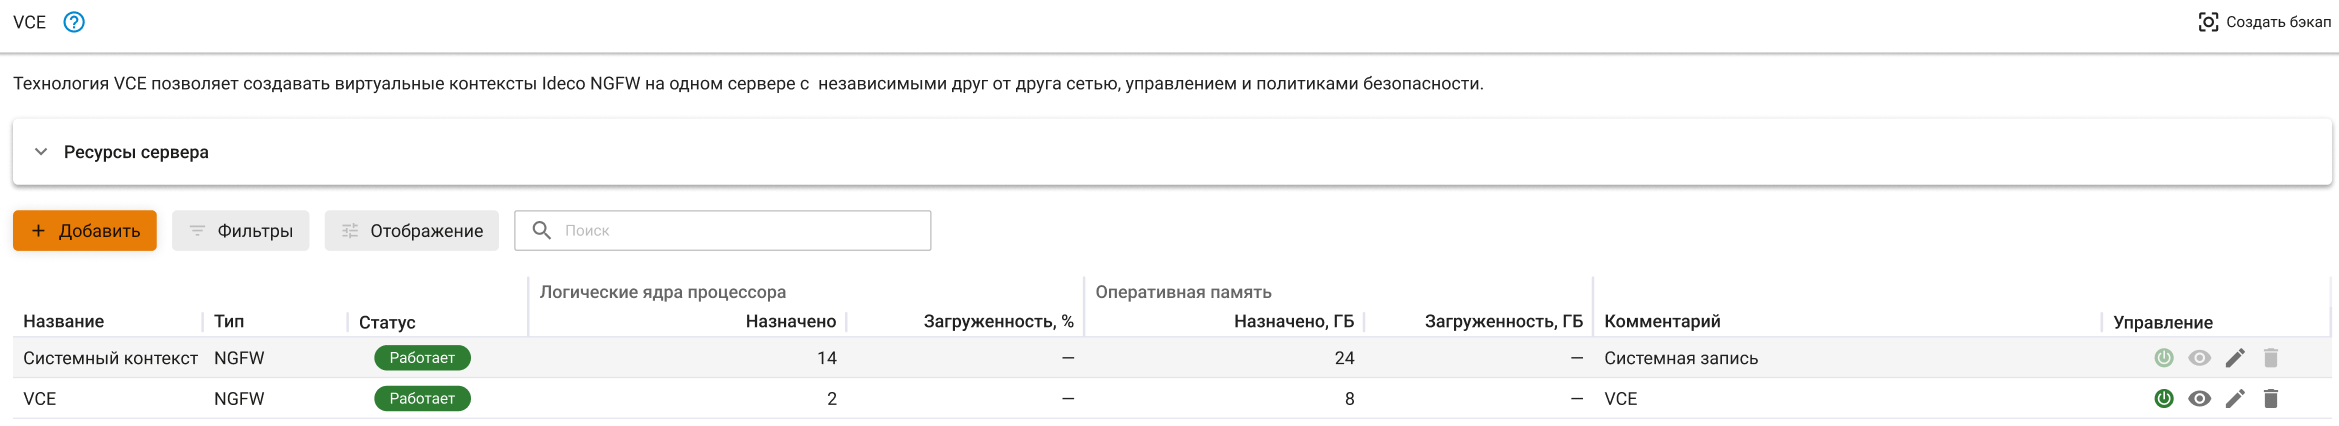 VCE
Создать бэкап
Технология VCE позволяет создавать виртуальные контексты Ideco NGFW на одном сервере с независимыми друг от друга сетью, управлением и политиками безопасности.
Ресурсы сервера
+ Добавить Фильтры Отображение Поиск
Логические ядра процессора Оперативная память
Название Тип Статус Назначено Загруженность, % Назначено, ГБ Загруженность, ГБ Комментарий Управление
Системный контекст NGFW Работает 14 — 24 — Системная запись
VCE NGFW Работает 2 — 8 — VCE